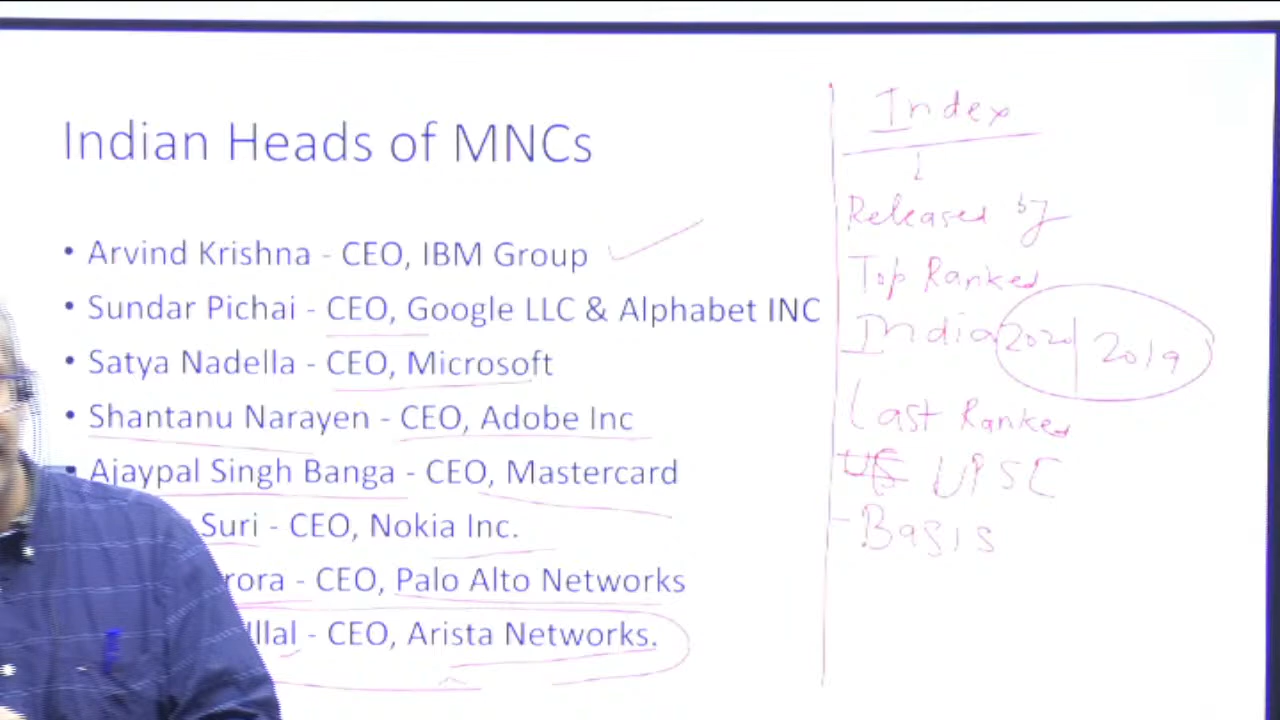 Indian Heads of MNCs
• Arvind Krishna - CEO, IBM Group
• Sundar Pichai - CEO, Google LLC & Alphabet INC
• Satya Nadella - CEO, Microsoft
• Shantanu Narayen - CEO, Adobe Inc
• Ajaypal Singh Banga - CEO, Mastercard
Suri - CEO, Nokia Inc.
rora - CEO, Palo Alto Networks
Ullal - CEO, Arista Networks.
Index
Released by
Top Ranked
India 2020 | 2019
Last Ranked
UPSC
- Basis